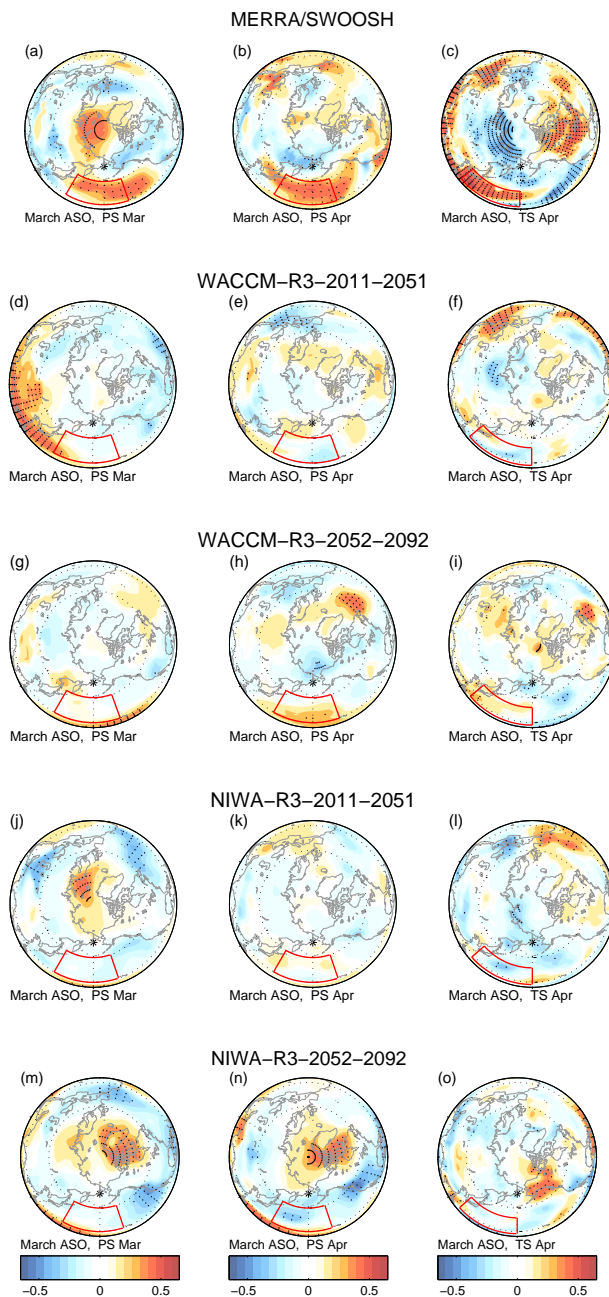 MERRA/SWOOSH
(a) (b) (c)
March ASO, PS Mar March ASO, PS Apr March ASO, TS Apr
WACCM−R3−2011−2051
(d) (e) (f)
March ASO, PS Mar March ASO, PS Apr March ASO, TS Apr
WACCM−R3−2052−2092
(g) (h) (i)
March ASO, PS Mar March ASO, PS Apr March ASO, TS Apr
NIWA−R3−2011−2051
(j) (k) (l)
March ASO, PS Mar March ASO, PS Apr March ASO, TS Apr
NIWA−R3−2052−2092
(m) (n) (o)
March ASO, PS Mar March ASO, PS Apr March ASO, TS Apr
−0.5 0 0.5 −0.5 0 0.5 −0.5 0 0.5